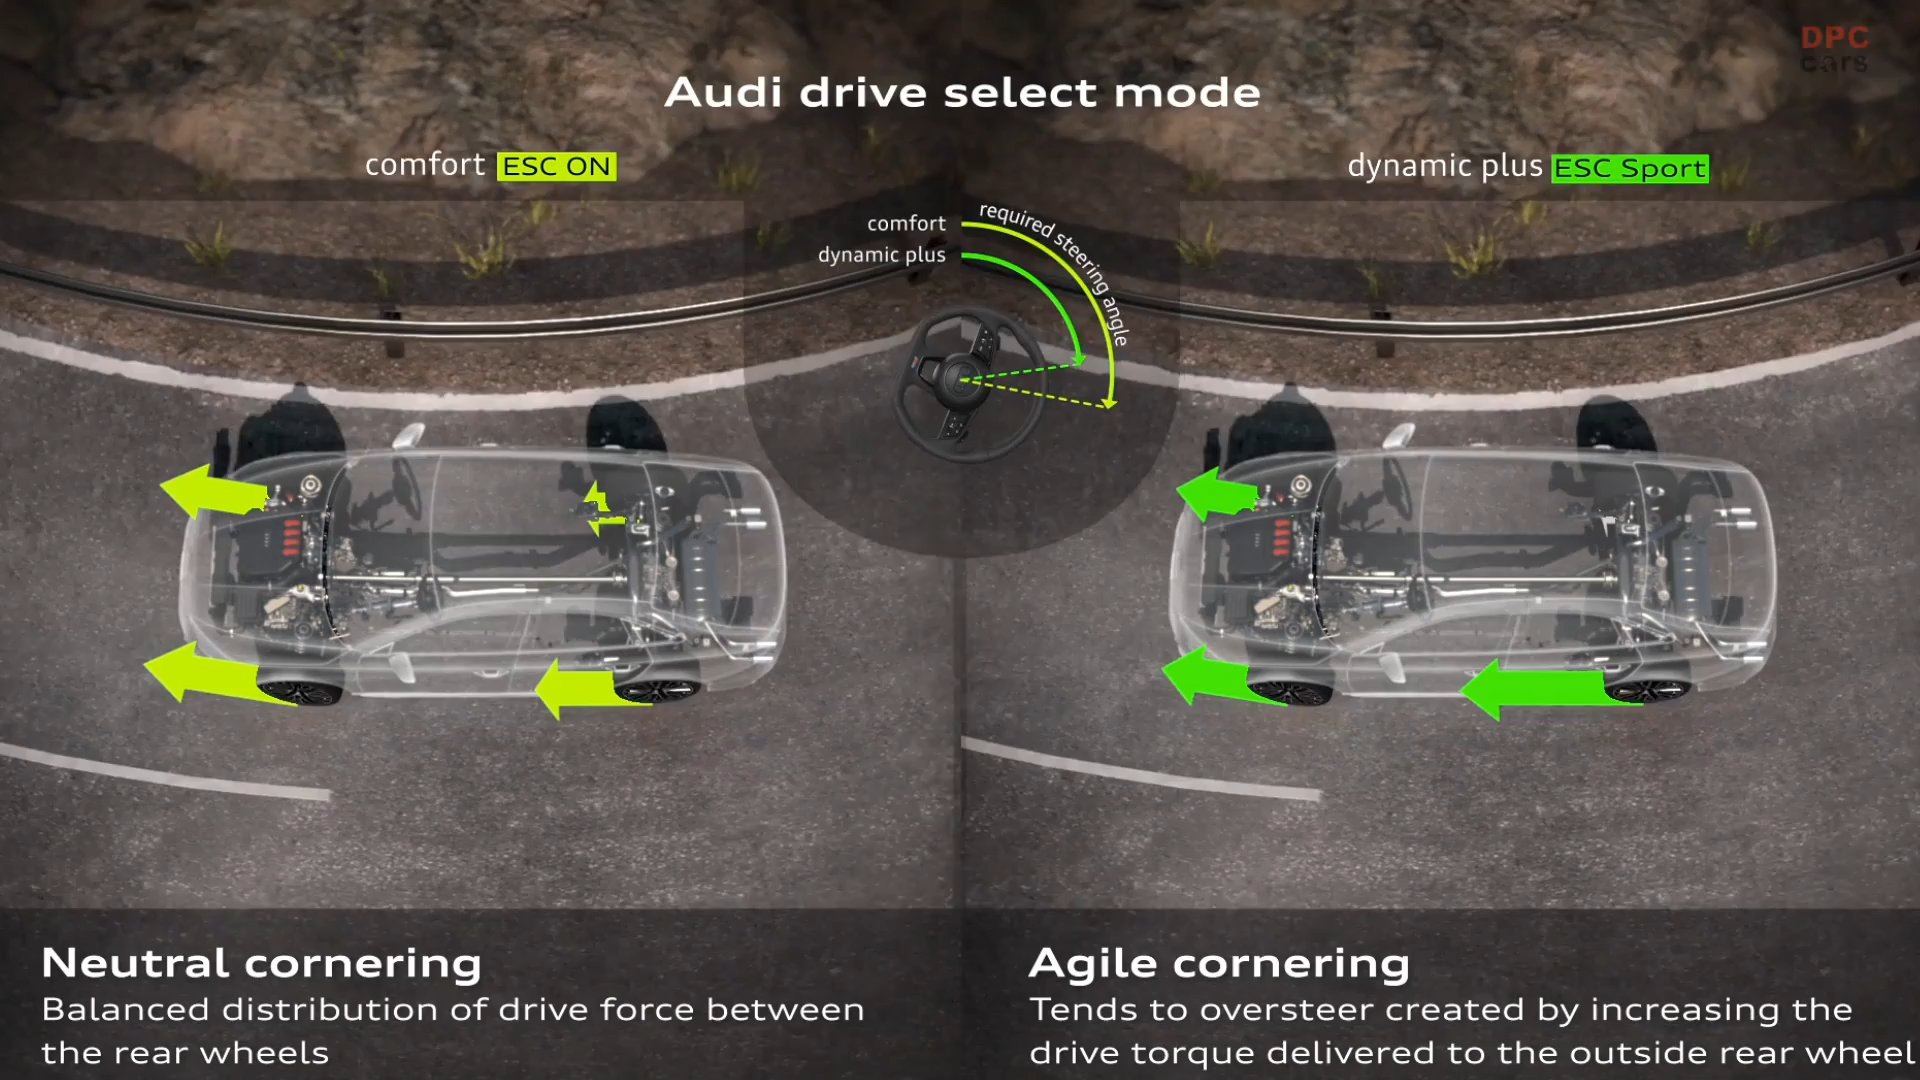 DPC
cars
Audi drive select mode
comfort ESC ON
dynamic plus ESC Sport
comfort
dynamic plus
required steering angle
Neutral cornering
Balanced distribution of drive force between
the rear wheels
Agile cornering
Tends to oversteer created by increasing the
drive torque delivered to the outside rear wheel